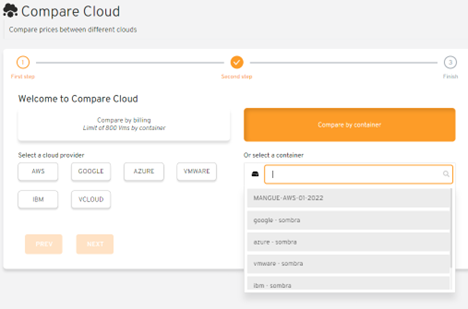 Compare Cloud
Compare prices between different clouds
1
3
First step
Second step
Finish
Welcome to Compare Cloud
Compare by billing
Limit of 800 Vms by container
Compare by container
Select a cloud provider
Or select a container
AWS
GOOGLE
AZURE
VMWARE
IBM
VCLOUD
PREV
NEXT
MANGUE-AWS-01-2022
google - sombra
azure - sombra
vmware - sombra
ibm - sombra